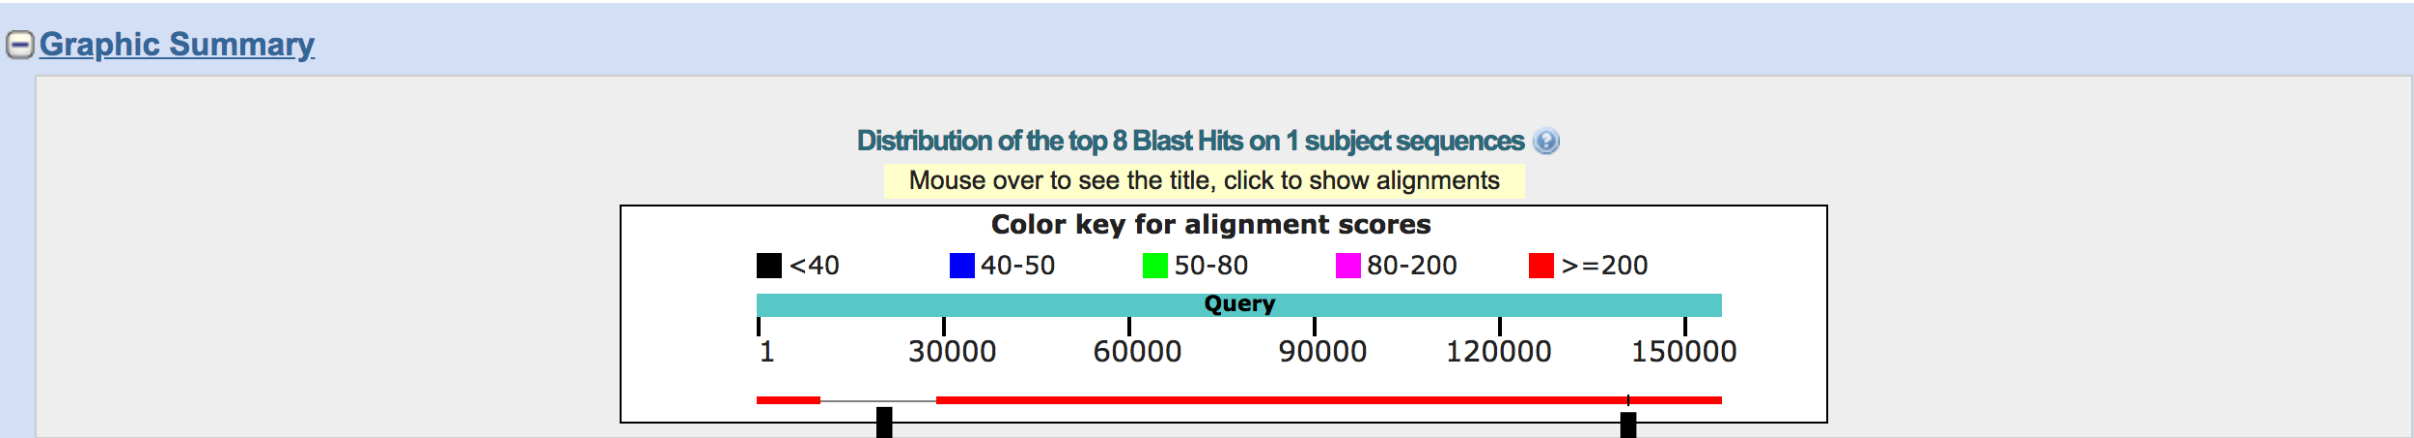 Graphic Summary
Distribution of the top 8 Blast Hits on 1 subject sequences
Mouse over to see the title, click to show alignments
Color key for alignment scores
<40 40-50 50-80 80-200 >=200
Query
1 30000 60000 90000 120000 150000